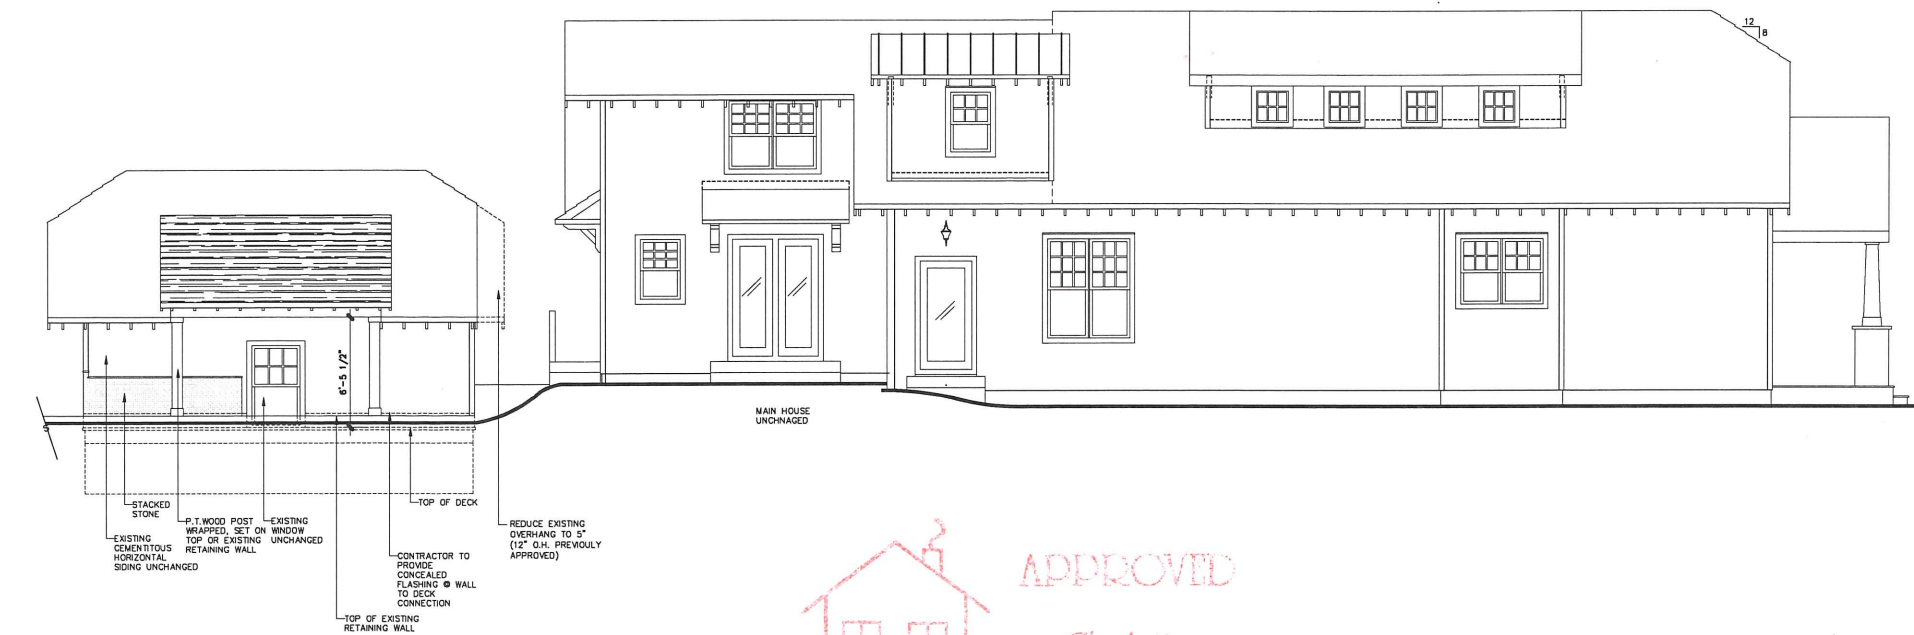 12
8
6'-5 1/2"
MAIN HOUSE
UNCHNAGED
STACKED
STONE
P.T.WOOD POST
WRAPPED, SET ON
TOP OR EXISTING
RETAINING WALL
EXISTING
WINDOW
UNCHANGED
EXISTING
CEMENTITOUS
HORIZONTAL
SIDING UNCHANGED
TOP OF DECK
REDUCE EXISTING
OVERHANG TO 5"
(12" O.H. PREVIOULY
APPROVED)
CONTRACTOR TO
PROVIDE
CONCEALED
FLASHING @ WALL
TO DECK
CONNECTION
TOP OF EXISTING
RETAINING WALL
APPROVED